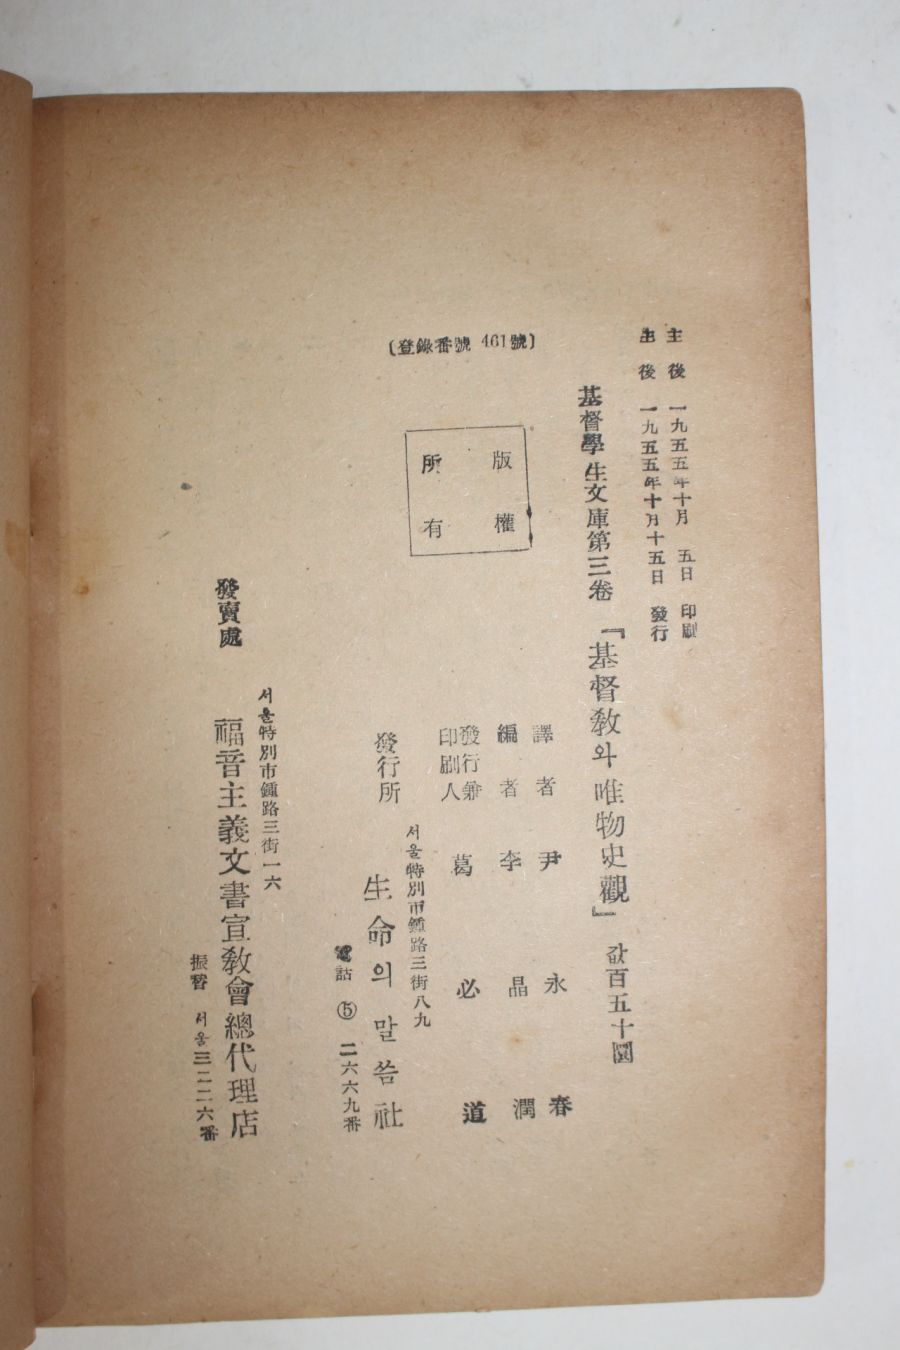 主後 一九五五年十月 五日 印刷
主後 一九五五年十月十五日 發行
基督學生文庫第三卷 『基督敎와 唯物史觀』 값百五十圜
譯者 尹永春
編者 李晶潤
發行兼
印刷人 葛必道
〔登錄番號 461號〕
版權
所有
서울特別市鍾路三街八九
發行所 生命의말씀社
電話 ⑤ 二六六九番
서울特別市鍾路三街一六
發賣處 福音主義文書宣敎會總代理店
振替 서울三二二六番